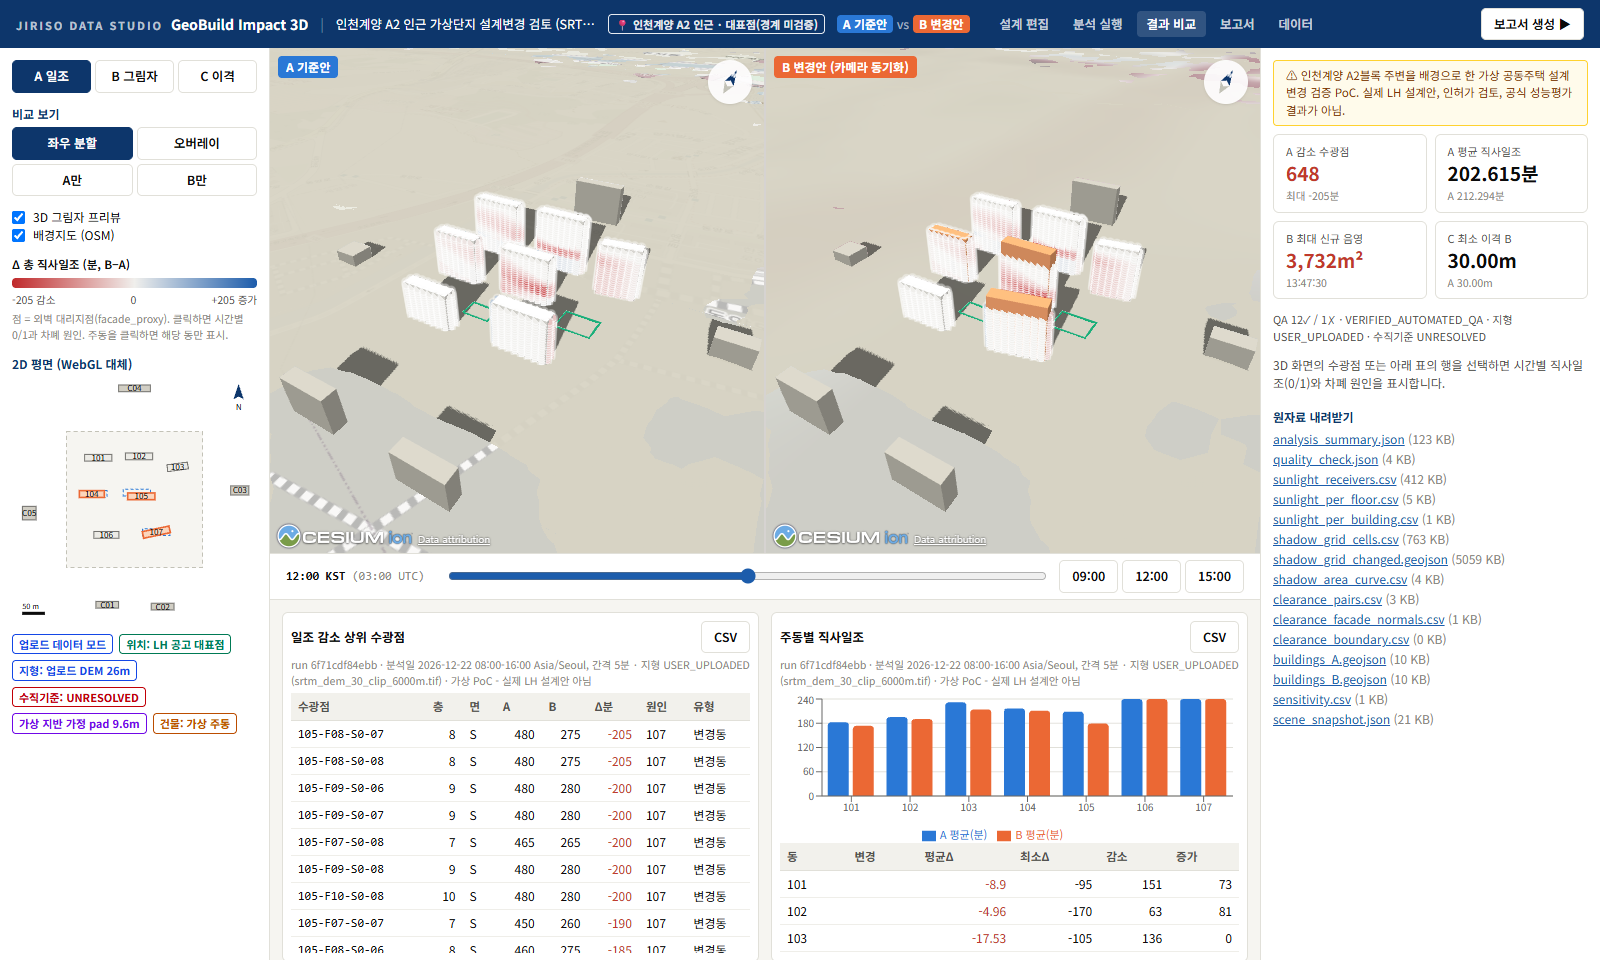 JIRISO DATA STUDIO GeoBuild Impact 3D
인천계양 A2 인근 가상단지 설계변경 검토 (SRT···
인천계양 A2 인근 · 대표점(경계 미검증)
A 기준안 vs B 변경안
설계 편집 분석 실행 결과 비교 보고서 데이터
보고서 생성 ▶
A 일조 B 그림자 C 이격
비교 보기
좌우 분할 오버레이
A만 B만
3D 그림자 프리뷰
배경지도 (OSM)
Δ 총 직사일조 (분, B−A)
-205 감소 0 +205 증가
점 = 외벽 대리지점(facade_proxy). 클릭하면 시간별
0/1과 차폐 원인. 주동을 클릭하면 해당 동만 표시.
2D 평면 (WebGL 대체)
C04
N
101 102 103
104 105
C03
C05
106 107
C01 C02
50 m
업로드 데이터 모드 위치: LH 공고 대표점
지형: 업로드 DEM 26m
수직기준: UNRESOLVED
가상 지반 가정 pad 9.6m 건물: 가상 주동
A 기준안
CESIUM ion Data attribution
B 변경안 (카메라 동기화)
CESIUM ion Data attribution
12:00 KST (03:00 UTC)
09:00 12:00 15:00
일조 감소 상위 수광점 CSV
run 6f71cdf84ebb · 분석일 2026-12-22 08:00-16:00 Asia/Seoul, 간격 5분 · 지형 USER_UPLOADED
(srtm_dem_30_clip_6000m.tif) · 가상 PoC - 실제 LH 설계안 아님
수광점 층 면 A B Δ분 원인 유형
105-F08-S0-07 8 S 480 275 -205 107 변경동
105-F08-S0-08 8 S 480 275 -205 107 변경동
105-F09-S0-06 9 S 480 280 -200 107 변경동
105-F09-S0-07 9 S 480 280 -200 107 변경동
105-F07-S0-08 7 S 465 265 -200 107 변경동
105-F09-S0-08 9 S 480 280 -200 107 변경동
105-F10-S0-08 10 S 480 280 -200 107 변경동
105-F07-S0-07 7 S 450 260 -190 107 변경동
105-F08-S0-06 8 S 460 275 -185 107 변경동
주동별 직사일조 CSV
run 6f71cdf84ebb · 분석일 2026-12-22 08:00-16:00 Asia/Seoul, 간격 5분 · 지형 USER_UPLOADED
(srtm_dem_30_clip_6000m.tif) · 가상 PoC - 실제 LH 설계안 아님
240
180
120
60
0
101 102 103 104 105 106 107
A 평균(분) B 평균(분)
동 변경 평균Δ 최소Δ 감소 증가
101 -8.9 -95 151 73
102 -4.96 -170 63 81
103 -17.53 -105 136 0
⚠ 인천계양 A2블록 주변을 배경으로 한 가상 공동주택 설계
변경 검증 PoC. 실제 LH 설계안, 인허가 검토, 공식 성능평가
결과가 아님.
A 감소 수광점
648
최대 -205분
A 평균 직사일조
202.615분
A 212.294분
B 최대 신규 음영
3,732m²
13:47:30
C 최소 이격 B
30.00m
A 30.00m
QA 12✓ / 1✗ · VERIFIED_AUTOMATED_QA · 지형
USER_UPLOADED · 수직기준 UNRESOLVED
3D 화면의 수광점 또는 아래 표의 행을 선택하면 시간별 직사일
조(0/1)와 차폐 원인을 표시합니다.
원자료 내려받기
analysis_summary.json (123 KB)
quality_check.json (4 KB)
sunlight_receivers.csv (412 KB)
sunlight_per_floor.csv (5 KB)
sunlight_per_building.csv (1 KB)
shadow_grid_cells.csv (763 KB)
shadow_grid_changed.geojson (5059 KB)
shadow_area_curve.csv (4 KB)
clearance_pairs.csv (3 KB)
clearance_facade_normals.csv (1 KB)
clearance_boundary.csv (0 KB)
buildings_A.geojson (10 KB)
buildings_B.geojson (10 KB)
sensitivity.csv (1 KB)
scene_snapshot.json (21 KB)